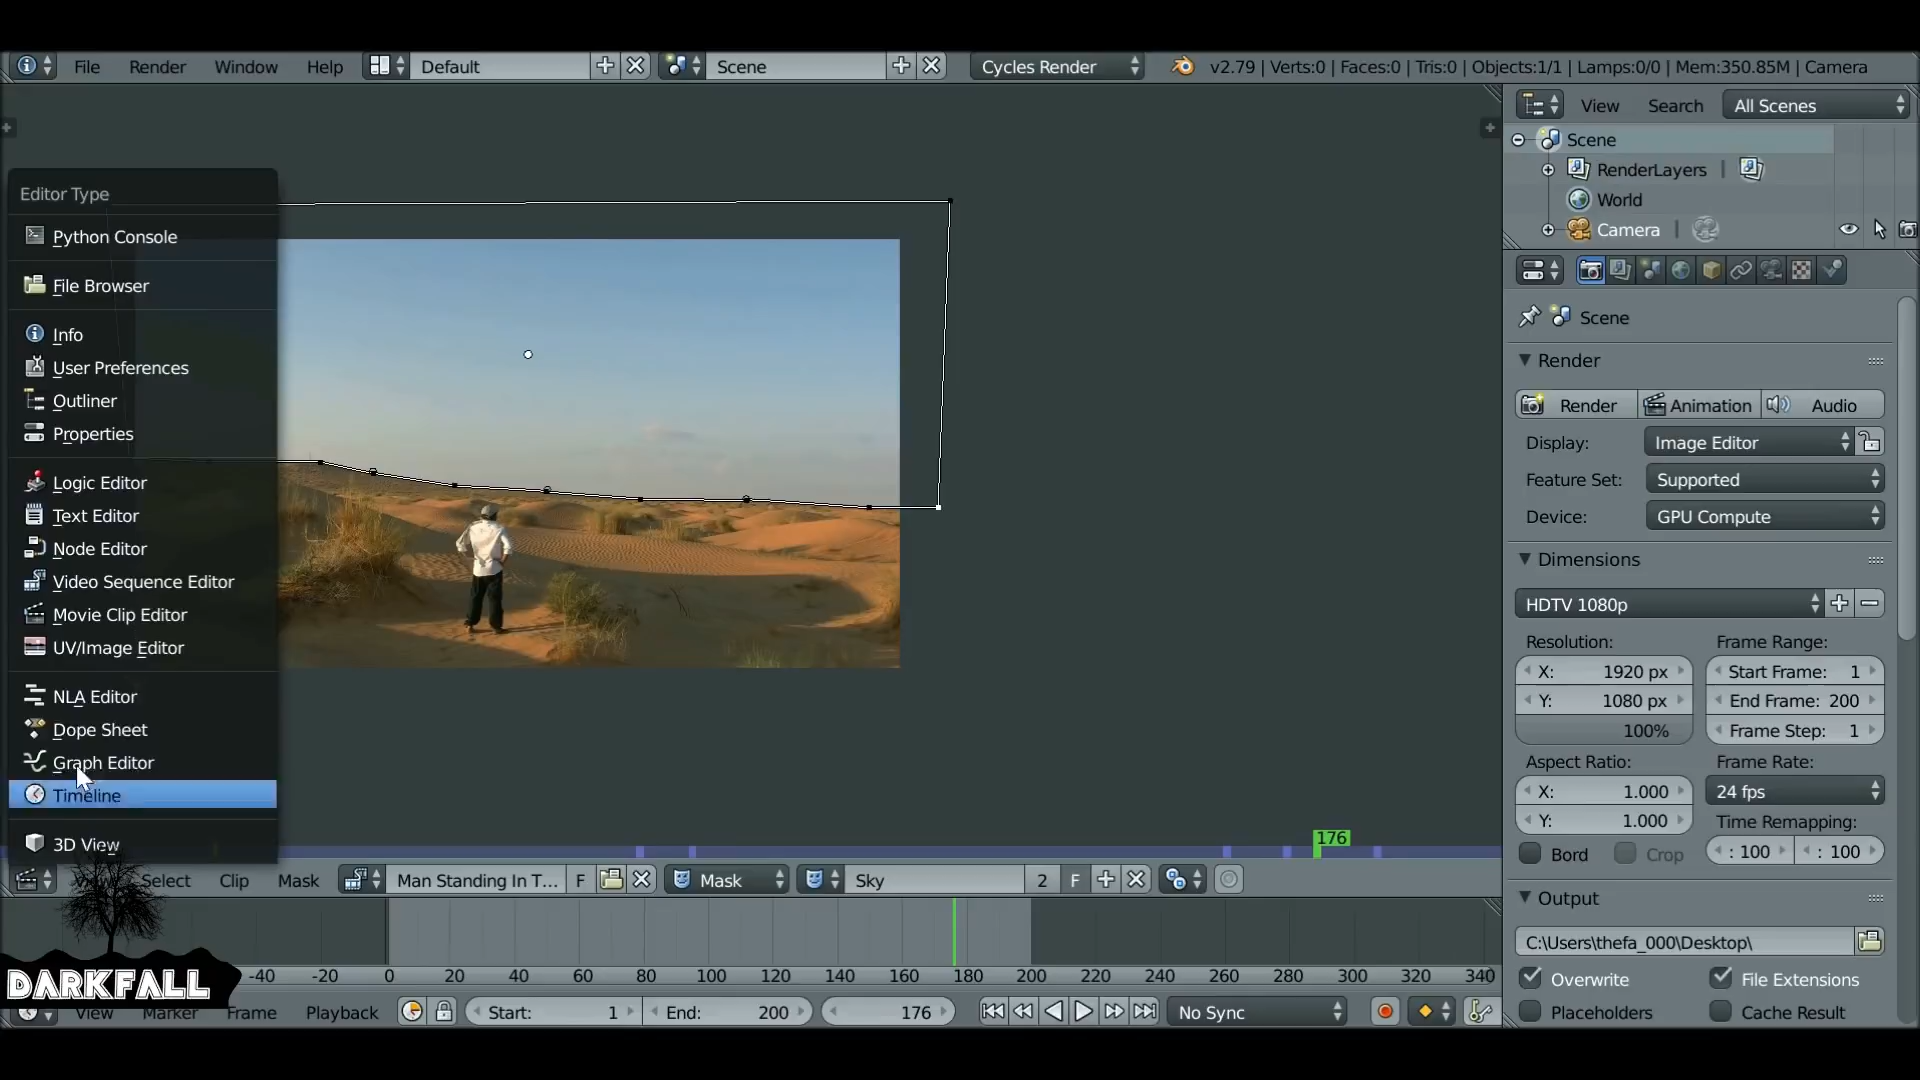 File Render Window Help Default Scene Cycles Render v2.79 | Verts:0 | Faces:0 | Tris:0 | Objects:1/1 | Lamps:0/0 | Mem:350.85M | Camera
View Search All Scenes
Scene
RenderLayers
World
Camera
Editor Type
Python Console
File Browser
Info
User Preferences
Outliner
Properties
Logic Editor
Text Editor
Node Editor
Video Sequence Editor
Movie Clip Editor
UV/Image Editor
NLA Editor
Dope Sheet
Graph Editor
Timeline
3D View
Scene
Render
Render Animation Audio
Display: Image Editor
Feature Set: Supported
Device: GPU Compute
Dimensions
HDTV 1080p
Resolution: Frame Range:
X: 1920 px Start Frame: 1
Y: 1080 px End Frame: 200
100% Frame Step: 1
Aspect Ratio: Frame Rate:
X: 1.000 24 fps
Y: 1.000 Time Remapping:
Bord Crop : 100 : 100
Output
C:\Users\thefa_000\Desktop\
Overwrite File Extensions
Placeholders Cache Result
176
View Select Clip Mask Man Standing In T... F Mask Sky 2 F
-40 -20 0 20 40 60 80 100 120 140 160 180 200 220 240 260 280 300 320 340
DARKFALL
View Marker Frame Playback Start: 1 End: 200 176 No Sync